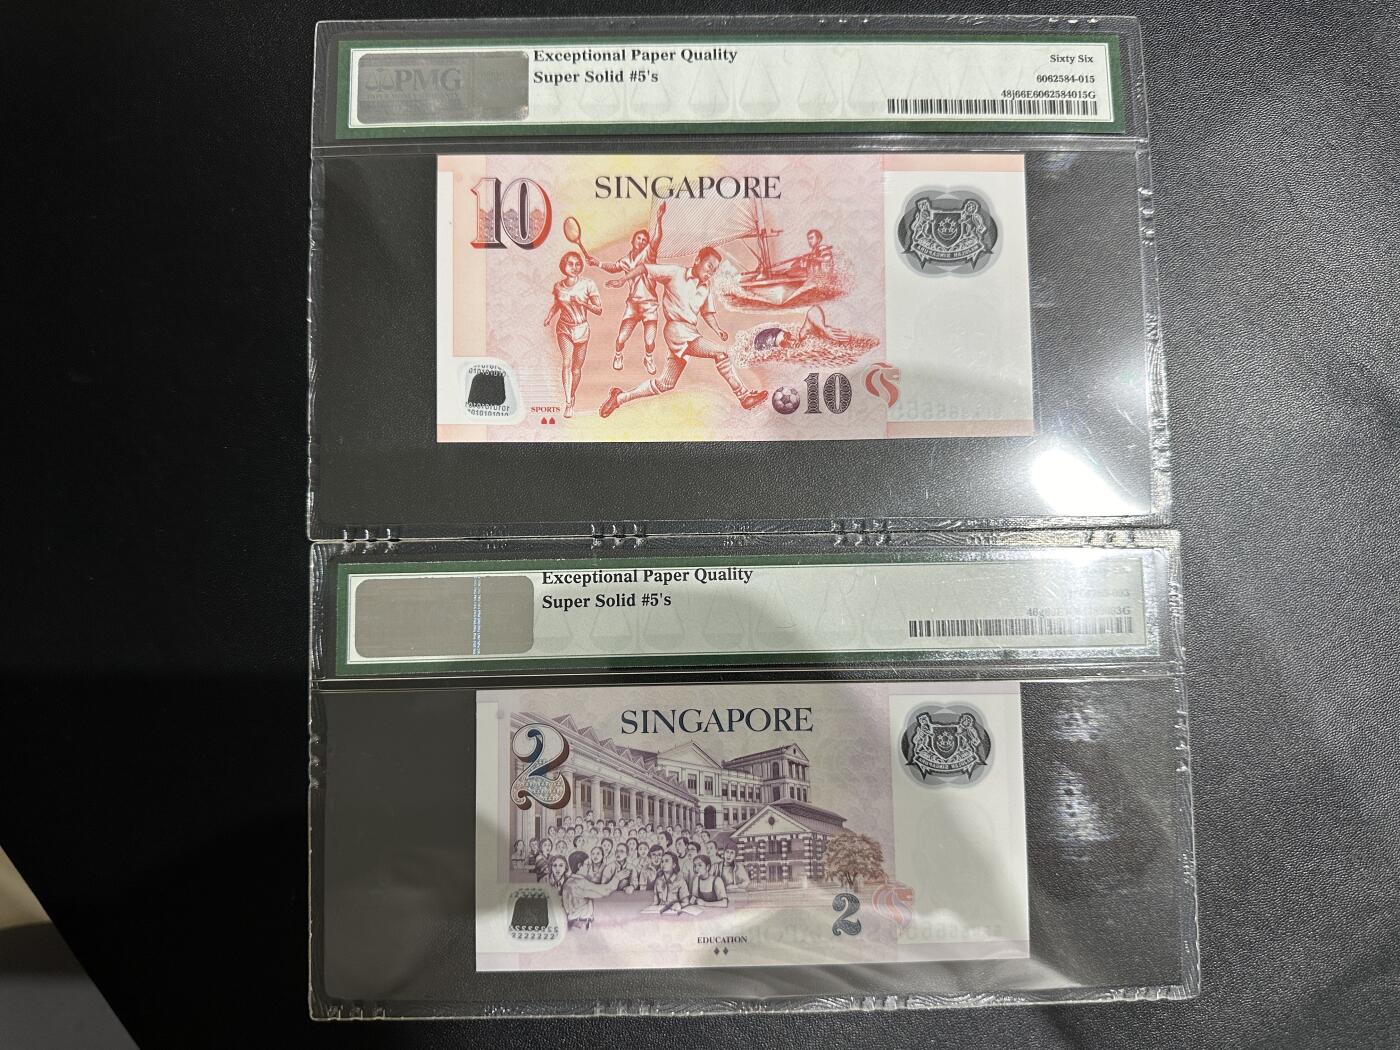 PMG
Exceptional Paper Quality
Super Solid #5's
Sixty Six
6062584-015
48j66E6062584015G
10
SINGAPORE
SPORTS
10
Exceptional Paper Quality
Super Solid #5's
2
SINGAPORE
EDUCATION
2